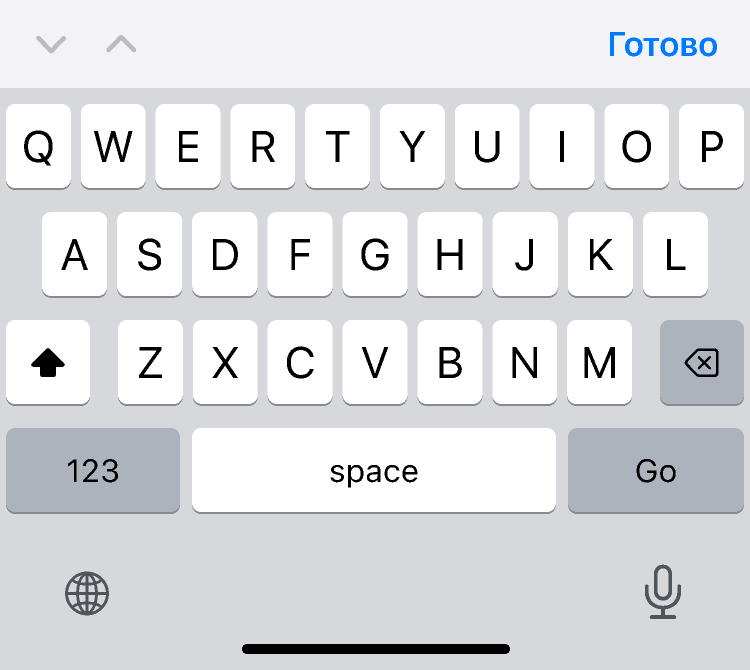 Готово
Q W E R T Y U I O P
A S D F G H J K L
Z X C V B N M
123 space Go